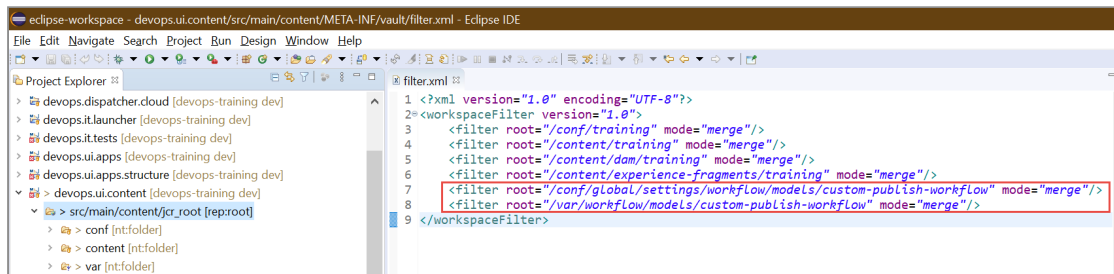 eclipse-workspace - devops.ui.content/src/main/content/META-INF/vault/filter.xml - Eclipse IDE
File Edit Navigate Search Project Run Design Window Help
Project Explorer
> devops.dispatcher.cloud [devops-training dev]
> devops.it.launcher [devops-training dev]
> devops.it.tests [devops-training dev]
> devops.ui.apps [devops-training dev]
> devops.ui.apps.structure [devops-training dev]
> devops.ui.content [devops-training dev]
> src/main/content/jcr_root [rep:root]
> > conf [nt:folder]
> > content [nt:folder]
> > var [nt:folder]
filter.xml
1 <?xml version="1.0" encoding="UTF-8"?>
2 <workspaceFilter version="1.0">
3 <filter root="/conf/training" mode="merge"/>
4 <filter root="/content/training" mode="merge"/>
5 <filter root="/content/dam/training" mode="merge"/>
6 <filter root="/content/experience-fragments/training" mode="merge"/>
7 <filter root="/conf/global/settings/workflow/models/custom-publish-workflow" mode="merge"/>
8 <filter root="/var/workflow/models/custom-publish-workflow" mode="merge"/>
9 </workspaceFilter>